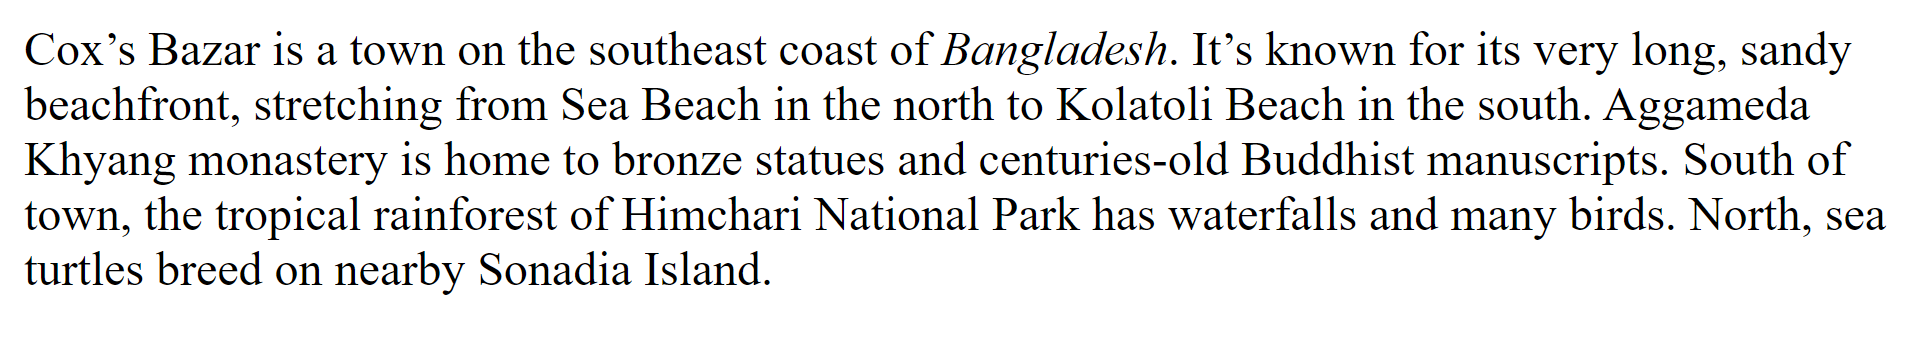 Cox’s Bazar is a town on the southeast coast of Bangladesh. It’s known for its very long, sandy
beachfront, stretching from Sea Beach in the north to Kolatoli Beach in the south. Aggameda
Khyang monastery is home to bronze statues and centuries-old Buddhist manuscripts. South of
town, the tropical rainforest of Himchari National Park has waterfalls and many birds. North, sea
turtles breed on nearby Sonadia Island.